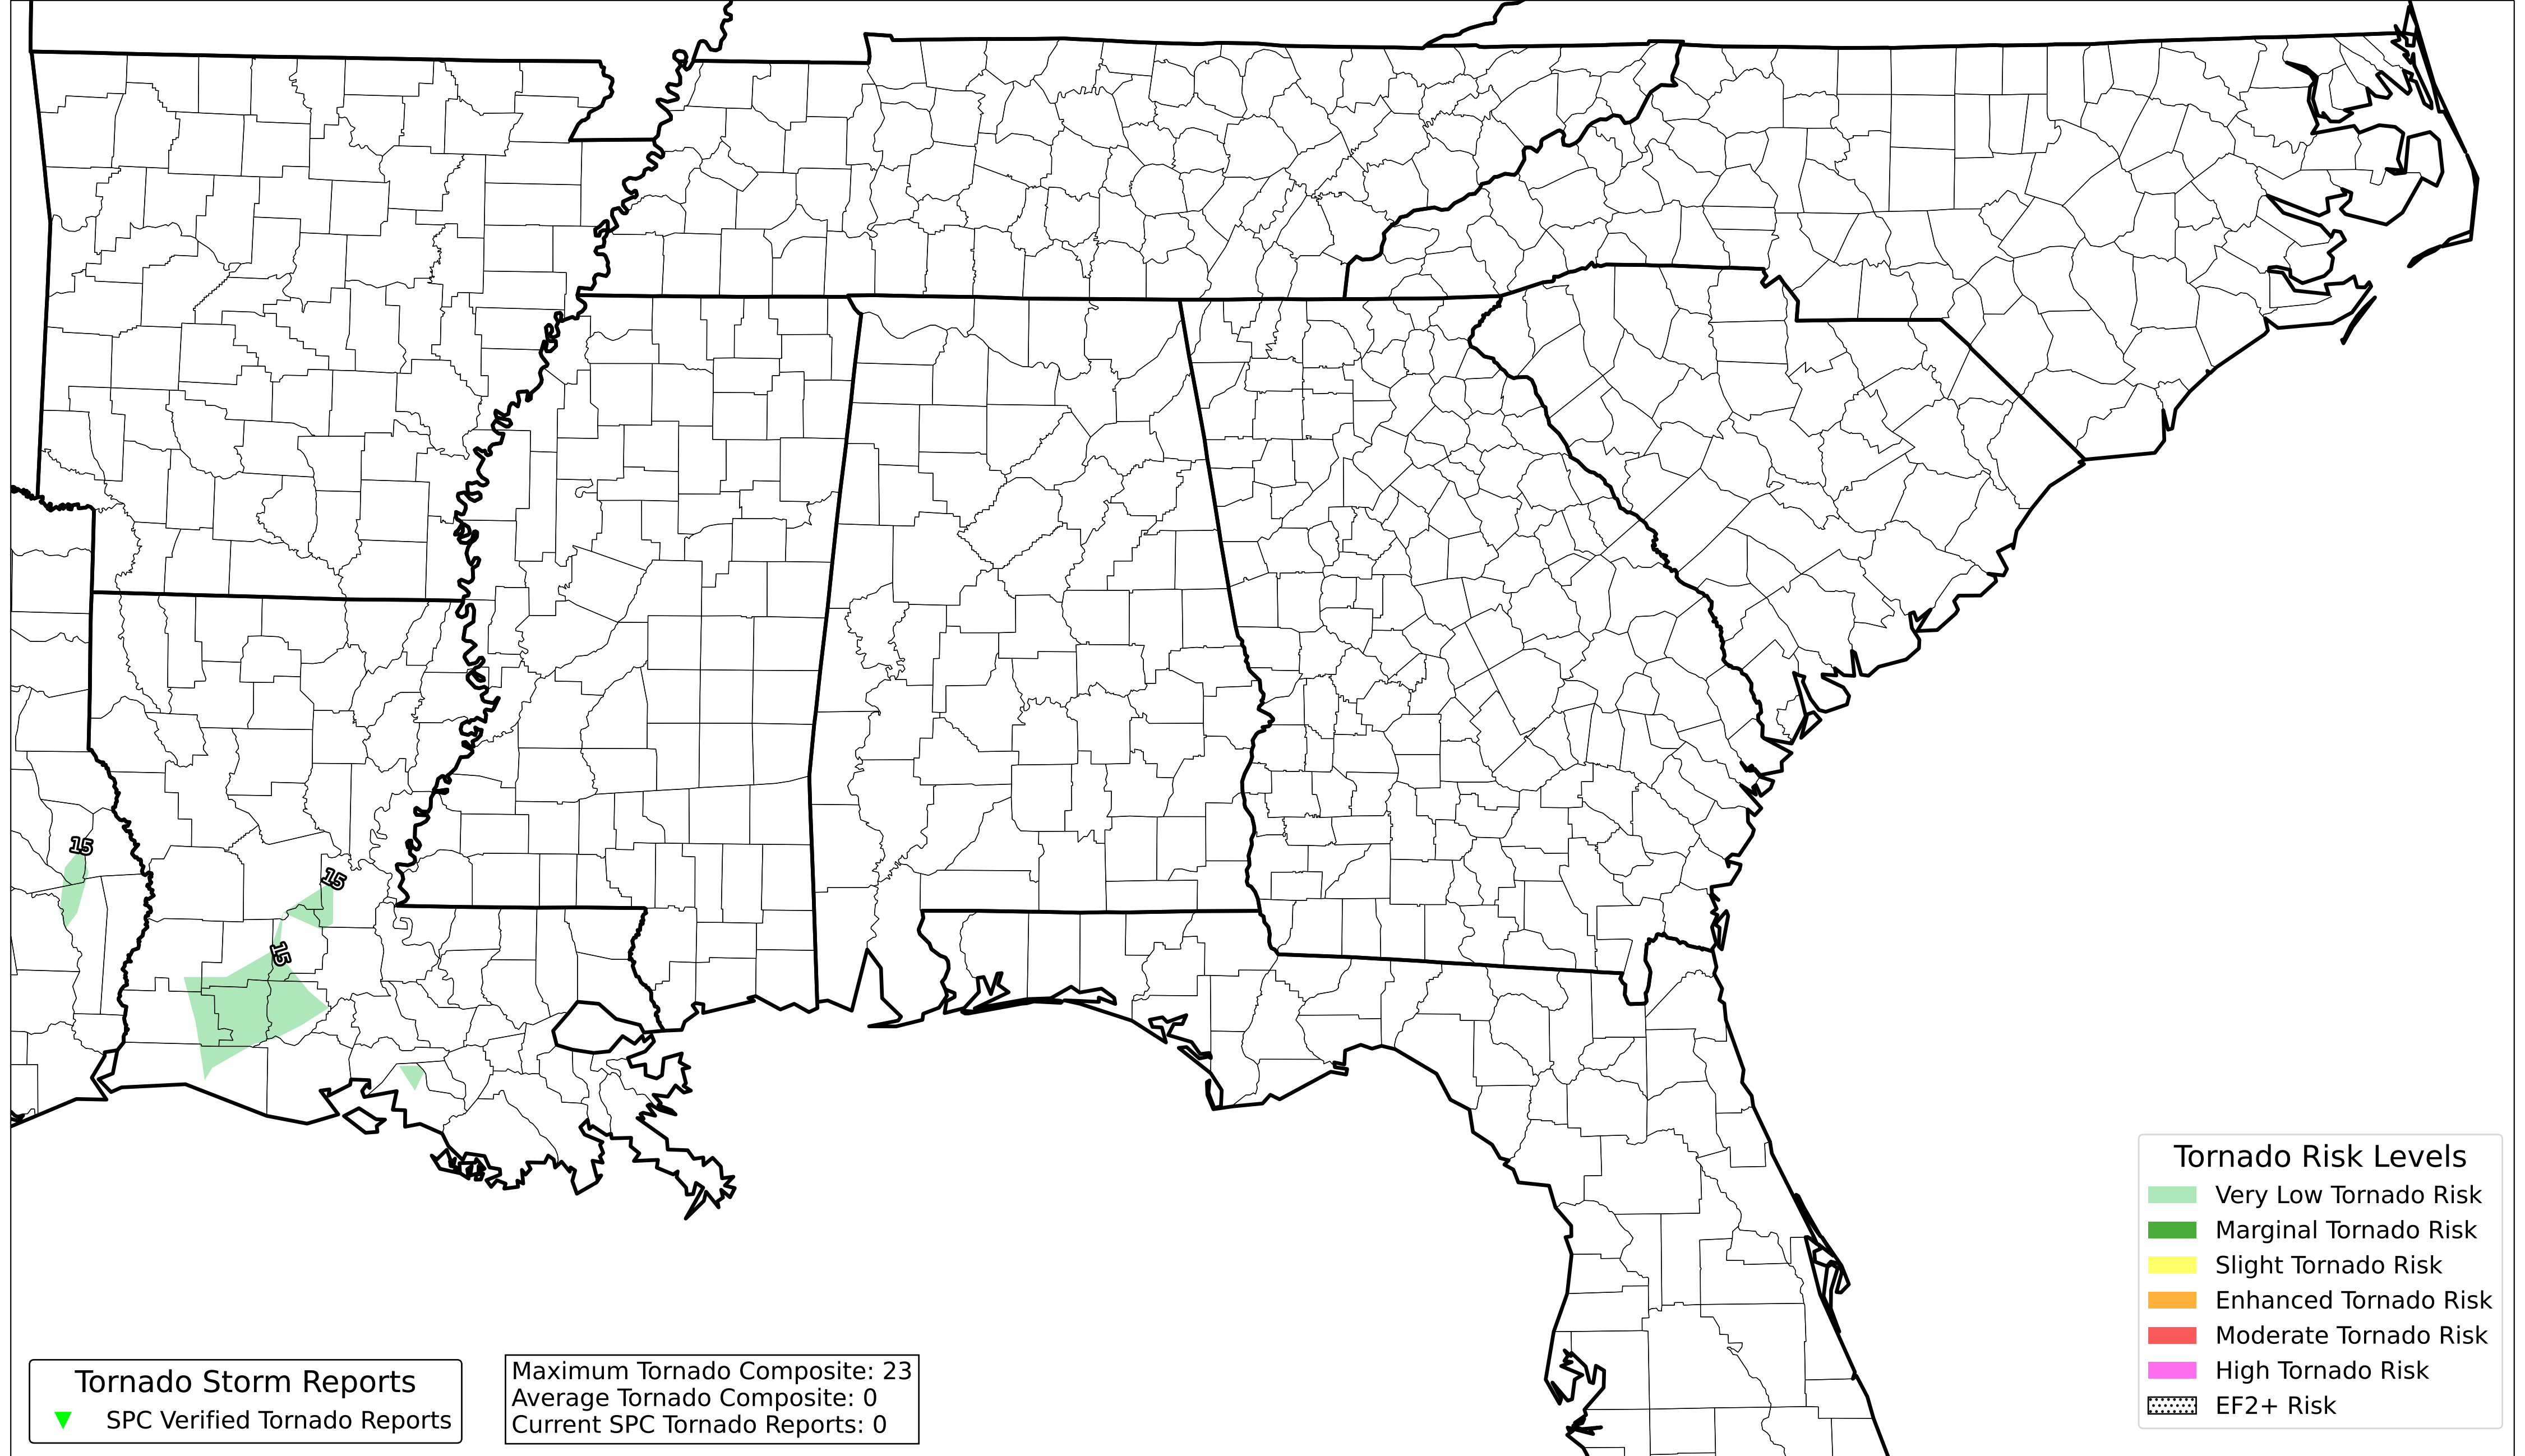 15
15
15
Tornado Storm Reports
SPC Verified Tornado Reports
Maximum Tornado Composite: 23
Average Tornado Composite: 0
Current SPC Tornado Reports: 0
Tornado Risk Levels
Very Low Tornado Risk
Marginal Tornado Risk
Slight Tornado Risk
Enhanced Tornado Risk
Moderate Tornado Risk
High Tornado Risk
EF2+ Risk